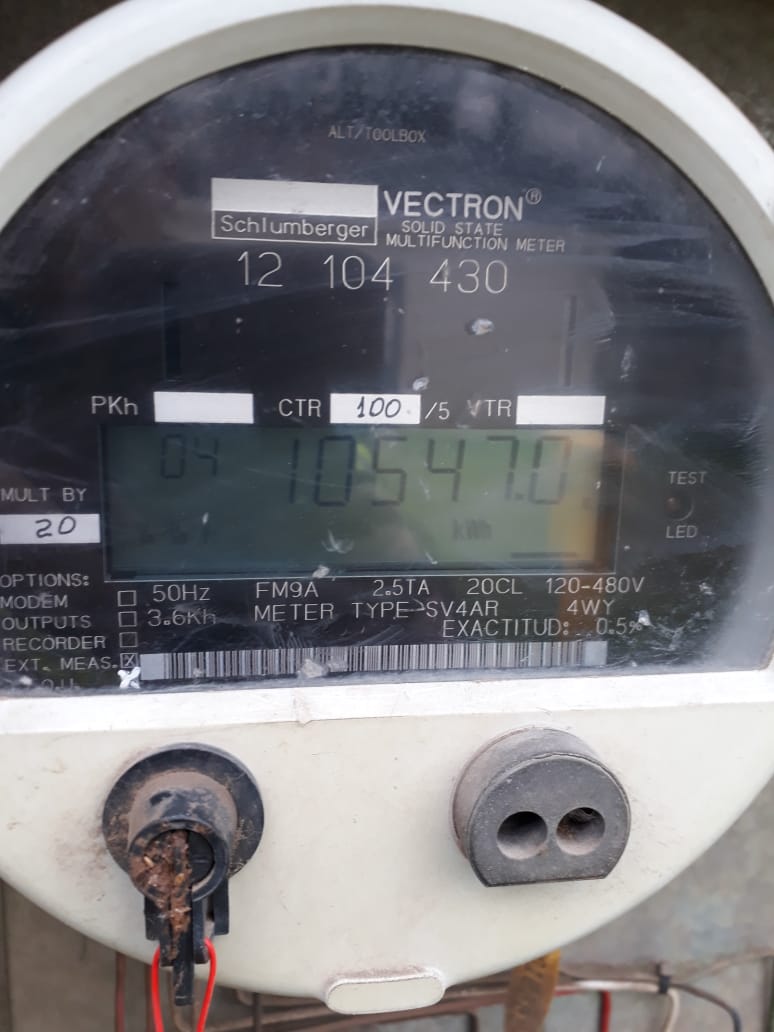 ALT/TOOLBOX
Schlumberger
VECTRON®
SOLID STATE
MULTIFUNCTION METER
12 104 430
PKh CTR 100 /5 VTR
04 10547.0
kWh
MULT BY
20
TEST
LED
OPTIONS:
MODEM
OUTPUTS
RECORDER
EXT. MEAS.
50Hz FM9A 2.5TA 20CL 120-480V
3.6Kh METER TYPE→SV4AR 4WY
EXACTITUD: 0.5%